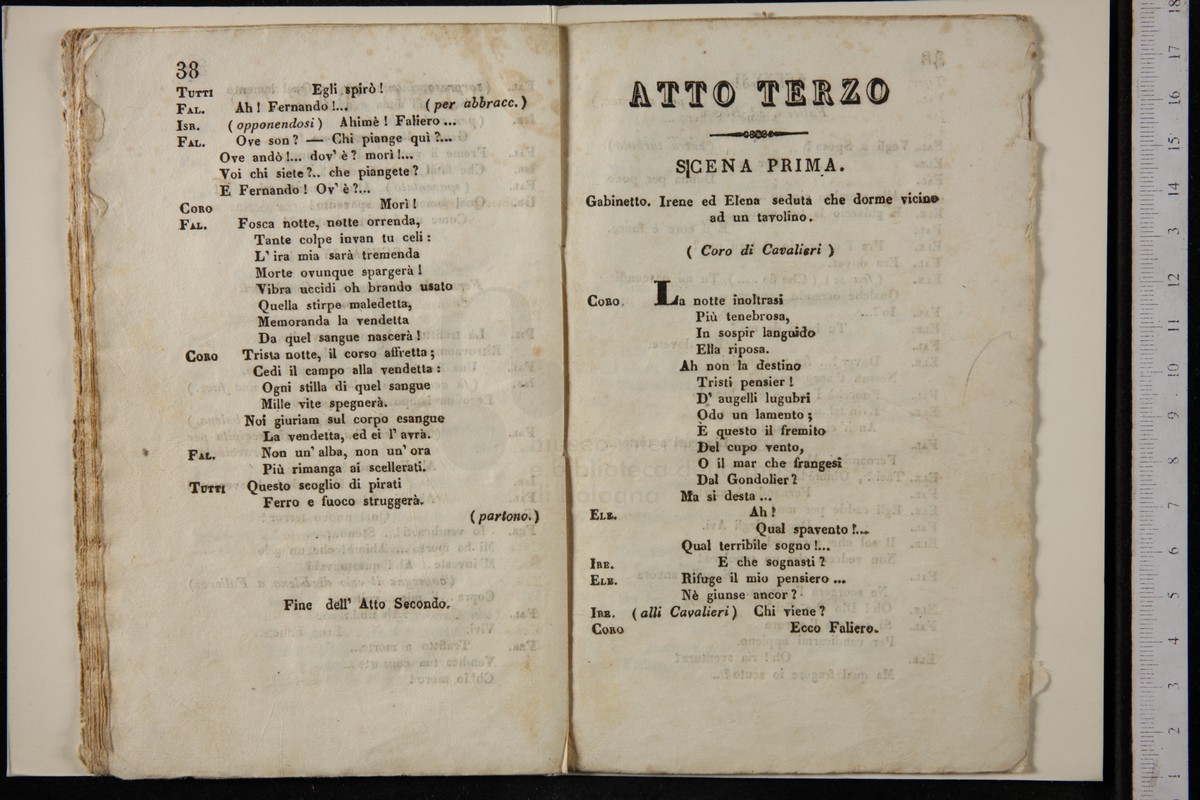 38
TUTTI Egli spirò!
FAL. Ah! Fernando!... (per abbracc.)
ISR. (opponendosi) Ahimè! Faliero...
FAL. Ove son? — Chi piange quì?...
Ove andò!... dov' è? morì!...
Voi chi siete?.. che piangete?
E Fernando! Ov' è?...
CORO Morì!
FAL. Fosca notte, notte orrenda,
Tante colpe invan tu celi:
L' ira mia sarà tremenda
Morte ovunque spargerà!
Vibra uccidi oh brando usato
Quella stirpe maledetta,
Memoranda la vendetta
Da quel sangue nascerà!
CORO Trista notte, il corso affretta;
Cedi il campo alla vendetta:
Ogni stilla di quel sangue
Mille vite spegnerà.
Noi giuriam sul corpo esangue
La vendetta, ed ei l' avrà.
FAL. Non un' alba, non un' ora
Più rimanga ai scellerati.
TUTTI Questo scoglio di pirati
Ferro e fuoco struggerà.
(partono.)
Fine dell' Atto Secondo.
ATTO TERZO
SCENA PRIMA.
Gabinetto. Irene ed Elena seduta che dorme vicino
ad un tavolino.
( Coro di Cavalieri )
CORO. La notte inoltrasi
Più tenebrosa,
In sospir languido
Ella riposa.
Ah non la destino
Tristi pensier!
D' augelli lugubri
Odo un lamento;
È questo il fremito
Del cupo vento,
O il mar che frangesi
Dal Gondolier?
Ma si desta...
ELE. Ah!
Qual spavento!...
Qual terribile sogno!...
IRE. E che sognasti?
ELE. Rifuge il mio pensiero...
Nè giunse ancor?
IRE. (alli Cavalieri) Chi viene?
CORO Ecco Faliero.